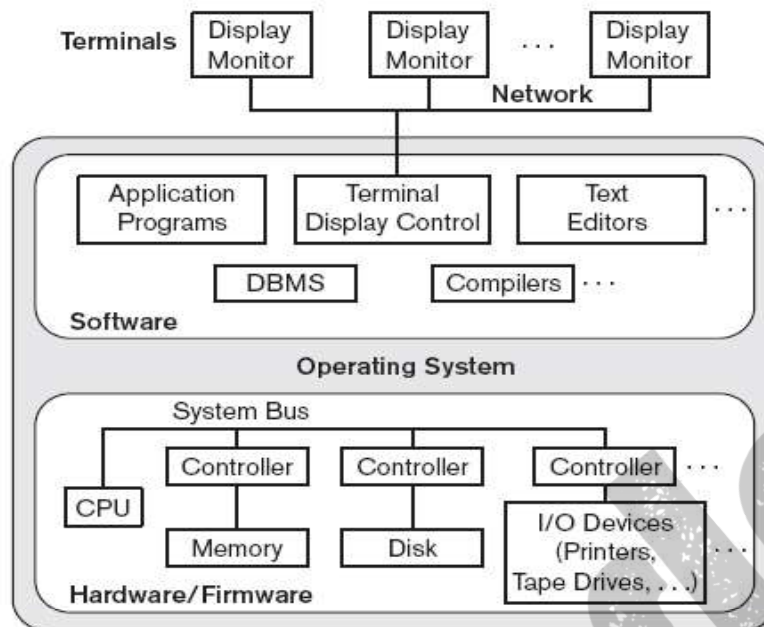 Terminals
Display
Monitor
Display
Monitor
. . .
Display
Monitor
Network
Application
Programs
Terminal
Display Control
Text
Editors
. . .
DBMS
Compilers
. . .
Software
Operating System
System Bus
Controller
Controller
Controller
. . .
CPU
Memory
Disk
I/O Devices
(Printers,
Tape Drives, . . .)
. . .
Hardware/Firmware